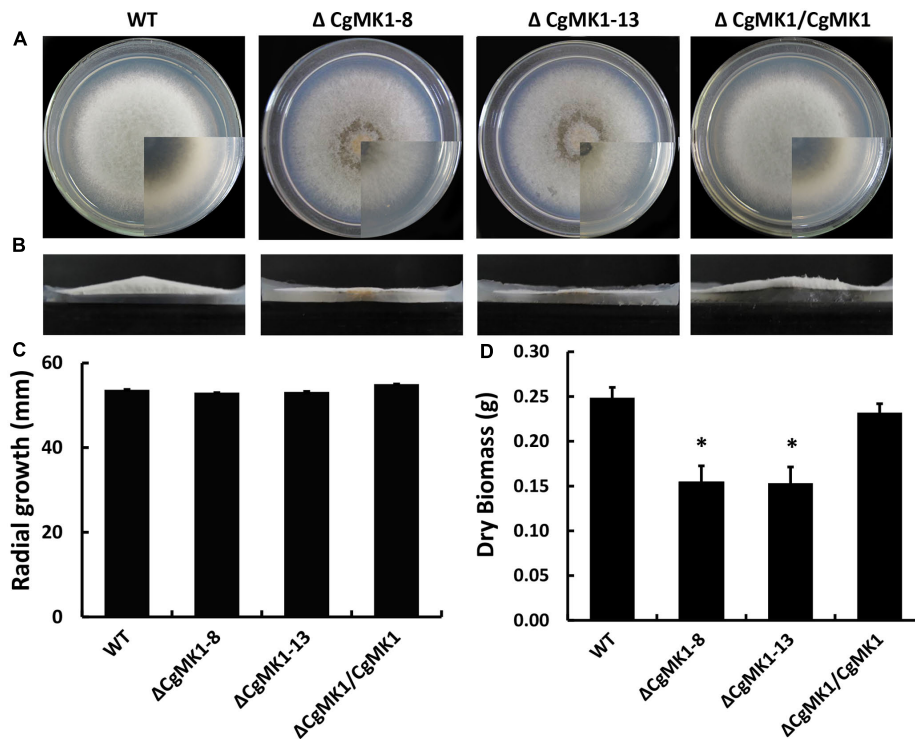 WT Δ CgMK1-8 Δ CgMK1-13 Δ CgMK1/CgMK1
A
B
C
Radial growth (mm)
60
40
20
0
WT ΔCgMK1-8 ΔCgMK1-13 ΔCgMK1/CgMK1
D
Dry Biomass (g)
0.30
0.25
0.20
0.15
0.10
0.05
0.00
* *
WT ΔCgMK1-8 ΔCgMK1-13 ΔCgMK1/CgMK1